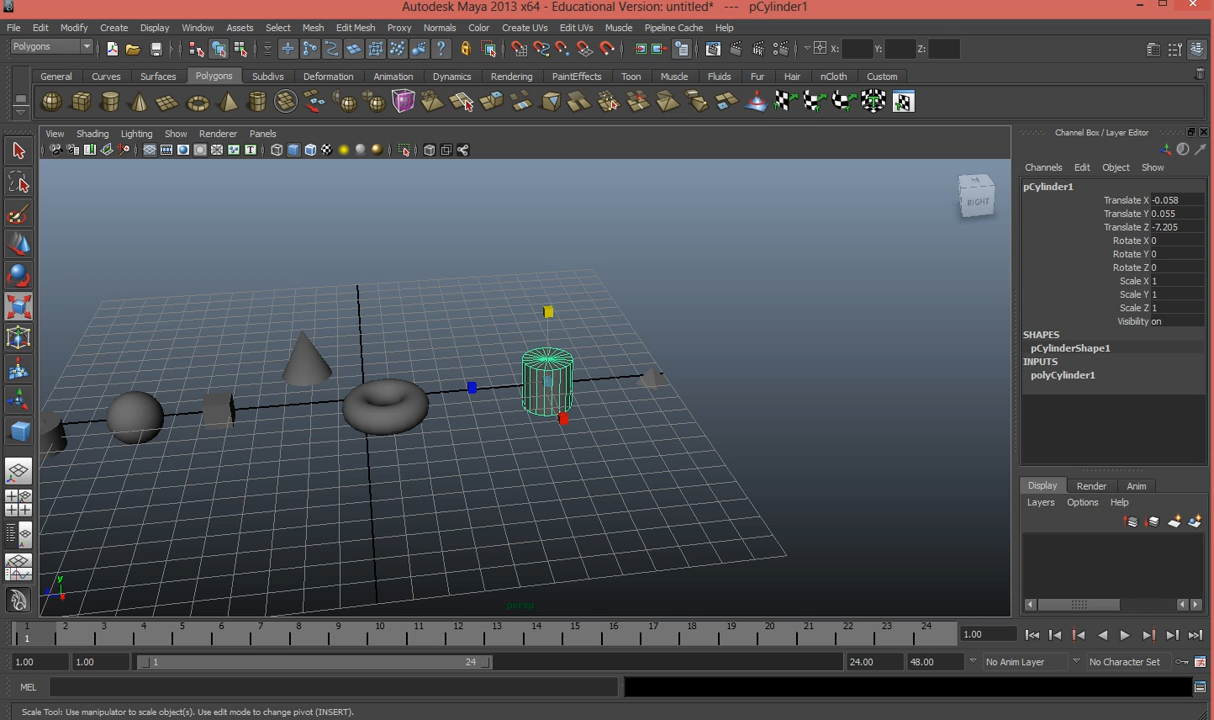 Autodesk Maya 2013 x64 - Educational Version: untitled*   ---   pCylinder1
File Edit Modify Create Display Window Assets Select Mesh Edit Mesh Proxy Normals Color Create UVs Edit UVs Muscle Pipeline Cache Help
Polygons X: Y: Z:
General Curves Surfaces Polygons Subdivs Deformation Animation Dynamics Rendering PaintEffects Toon Muscle Fluids Fur Hair nCloth Custom
View Shading Lighting Show Renderer Panels
Channel Box / Layer Editor
Channels Edit Object Show
pCylinder1
Translate X -0.058
Translate Y 0.055
Translate Z -7.205
Rotate X 0
Rotate Y 0
Rotate Z 0
Scale X 1
Scale Y 1
Scale Z 1
Visibility on
SHAPES
pCylinderShape1
INPUTS
polyCylinder1
RIGHT
y
persp
Display Render Anim
Layers Options Help
1 2 3 4 5 6 7 8 9 10 11 12 13 14 15 16 17 18 19 20 21 22 23 24
1 1.00
1.00 1.00 1 24 24.00 48.00 No Anim Layer No Character Set
MEL
Scale Tool: Use manipulator to scale object(s). Use edit mode to change pivot (INSERT).